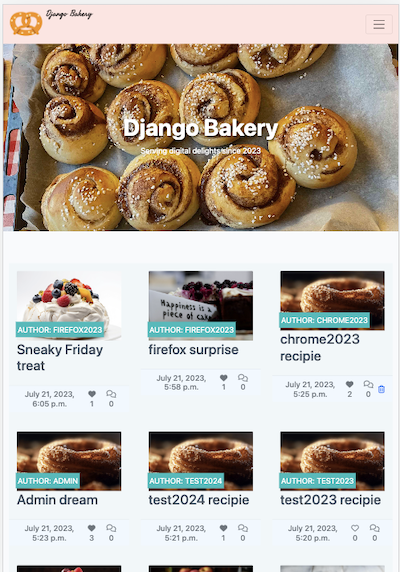 Django Bakery
Django Bakery
Serving digital delights since 2023
Happiness is a
piece of cake
AUTHOR: FIREFOX2023
AUTHOR: FIREFOX2023
AUTHOR: CHROME2023
Sneaky Friday
treat
firefox surprise
chrome2023
recipie
July 21, 2023,
6:05 p.m.
1
0
July 21, 2023,
5:58 p.m.
1
0
July 21, 2023,
5:25 p.m.
2
0
AUTHOR: ADMIN
AUTHOR: TEST2024
AUTHOR: TEST2023
Admin dream
test2024 recipie
test2023 recipie
July 21, 2023,
5:23 p.m.
3
0
July 21, 2023,
5:21 p.m.
1
0
July 21, 2023,
5:20 p.m.
0
0